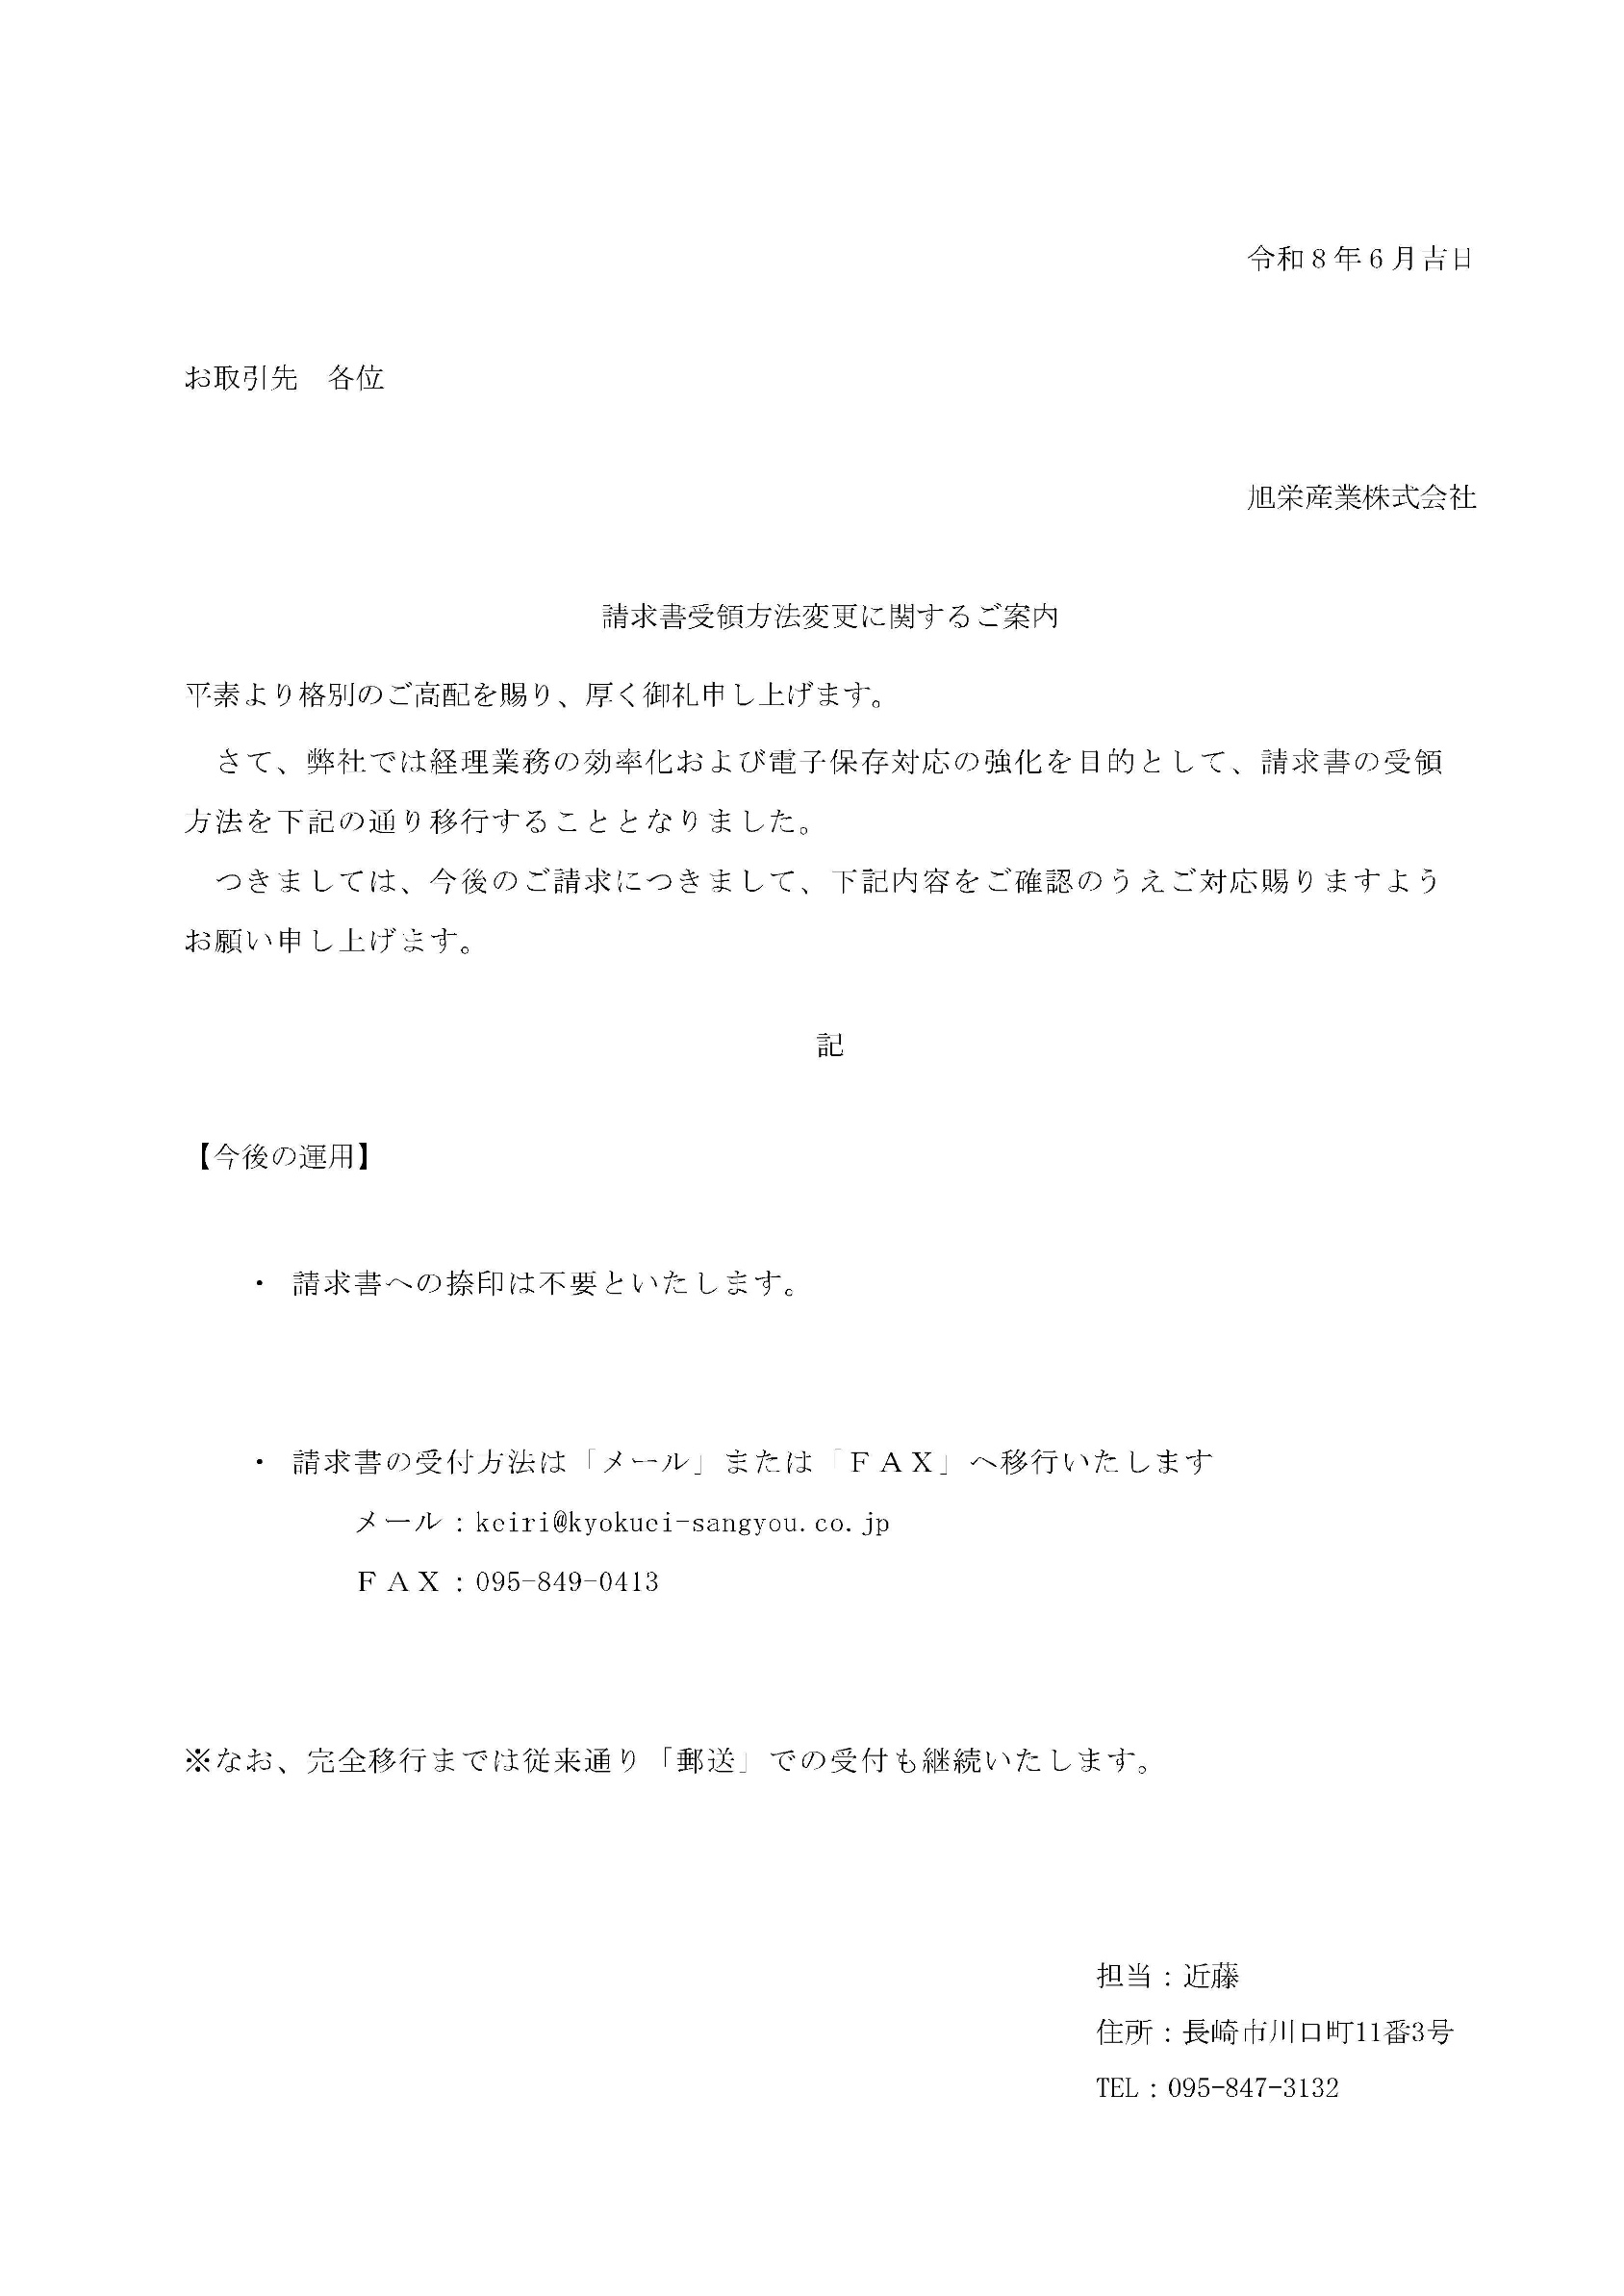 令和８年６月吉日
お取引先　各位
旭栄産業株式会社
請求書受領方法変更に関するご案内
平素より格別のご高配を賜り、厚く御礼申し上げます。
　さて、弊社では経理業務の効率化および電子保存対応の強化を目的として、請求書の受領
方法を下記の通り移行することとなりました。
　つきましては、今後のご請求につきまして、下記内容をご確認のうえご対応賜りますよう
お願い申し上げます。
記
【今後の運用】
・ 請求書への捺印は不要といたします。
・ 請求書の受付方法は「メール」または「ＦＡＸ」へ移行いたします
メール：keiri@kyokuei-sangyou.co.jp
ＦＡＸ：095-849-0413
※なお、完全移行までは従来通り「郵送」での受付も継続いたします。
担当：近藤
住所：長崎市川口町11番3号
TEL：095-847-3132